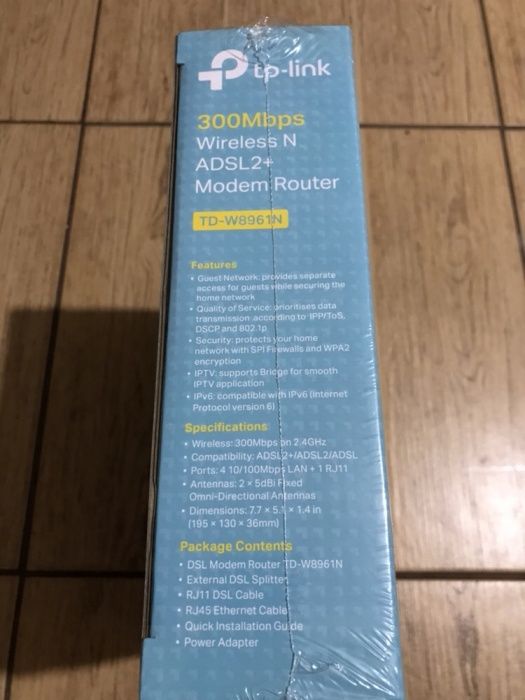 tp-link
300Mbps
Wireless N
ADSL2+
Modem Router
TD-W8961N
Features
• Guest Network: provides separate
access for guests while securing the
home network
• Quality of Service: prioritises data
transmission according to IPP/ToS,
DSCP and 802.1p
• Security: protects your home
network with SPI Firewalls and WPA2
encryption
• IPTV: supports Bridge for smooth
IPTV application
• IPv6: compatible with IPv6 (Internet
Protocol version 6)
Specifications
• Wireless: 300Mbps on 2.4GHz
• Compatibility: ADSL2+/ADSL2/ADSL
• Ports: 4 10/100Mbps LAN + 1 RJ11
• Antennas: 2 × 5dBi Fixed
Omni-Directional Antennas
• Dimensions: 7.7 × 5.1 × 1.4 in
(195 × 130 × 36mm)
Package Contents
• DSL Modem Router TD-W8961N
• External DSL Splitter
• RJ11 DSL Cable
• RJ45 Ethernet Cable
• Quick Installation Guide
• Power Adapter